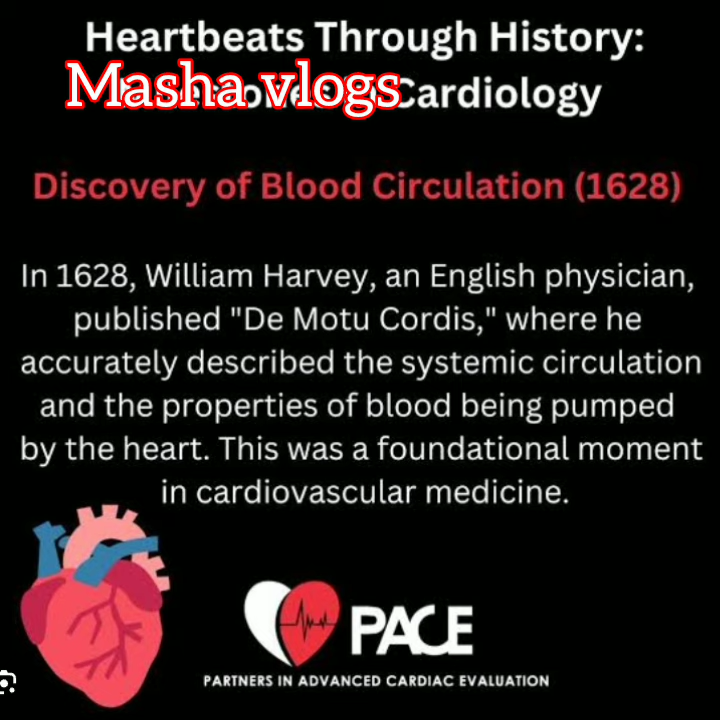 Heartbeats Through History:
Masha vlogs Cardiology
Discovery of Blood Circulation (1628)
In 1628, William Harvey, an English physician,
published "De Motu Cordis," where he
accurately described the systemic circulation
and the properties of blood being pumped
by the heart. This was a foundational moment
in cardiovascular medicine.
PACE
PARTNERS IN ADVANCED CARDIAC EVALUATION